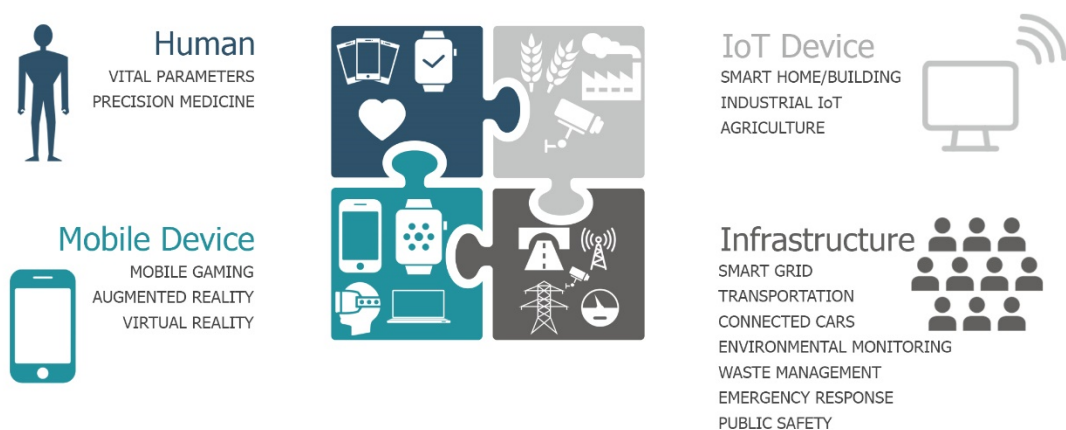 Human
VITAL PARAMETERS
PRECISION MEDICINE
IoT Device
SMART HOME/BUILDING
INDUSTRIAL IoT
AGRICULTURE
Mobile Device
MOBILE GAMING
AUGMENTED REALITY
VIRTUAL REALITY
Infrastructure
SMART GRID
TRANSPORTATION
CONNECTED CARS
ENVIRONMENTAL MONITORING
WASTE MANAGEMENT
EMERGENCY RESPONSE
PUBLIC SAFETY